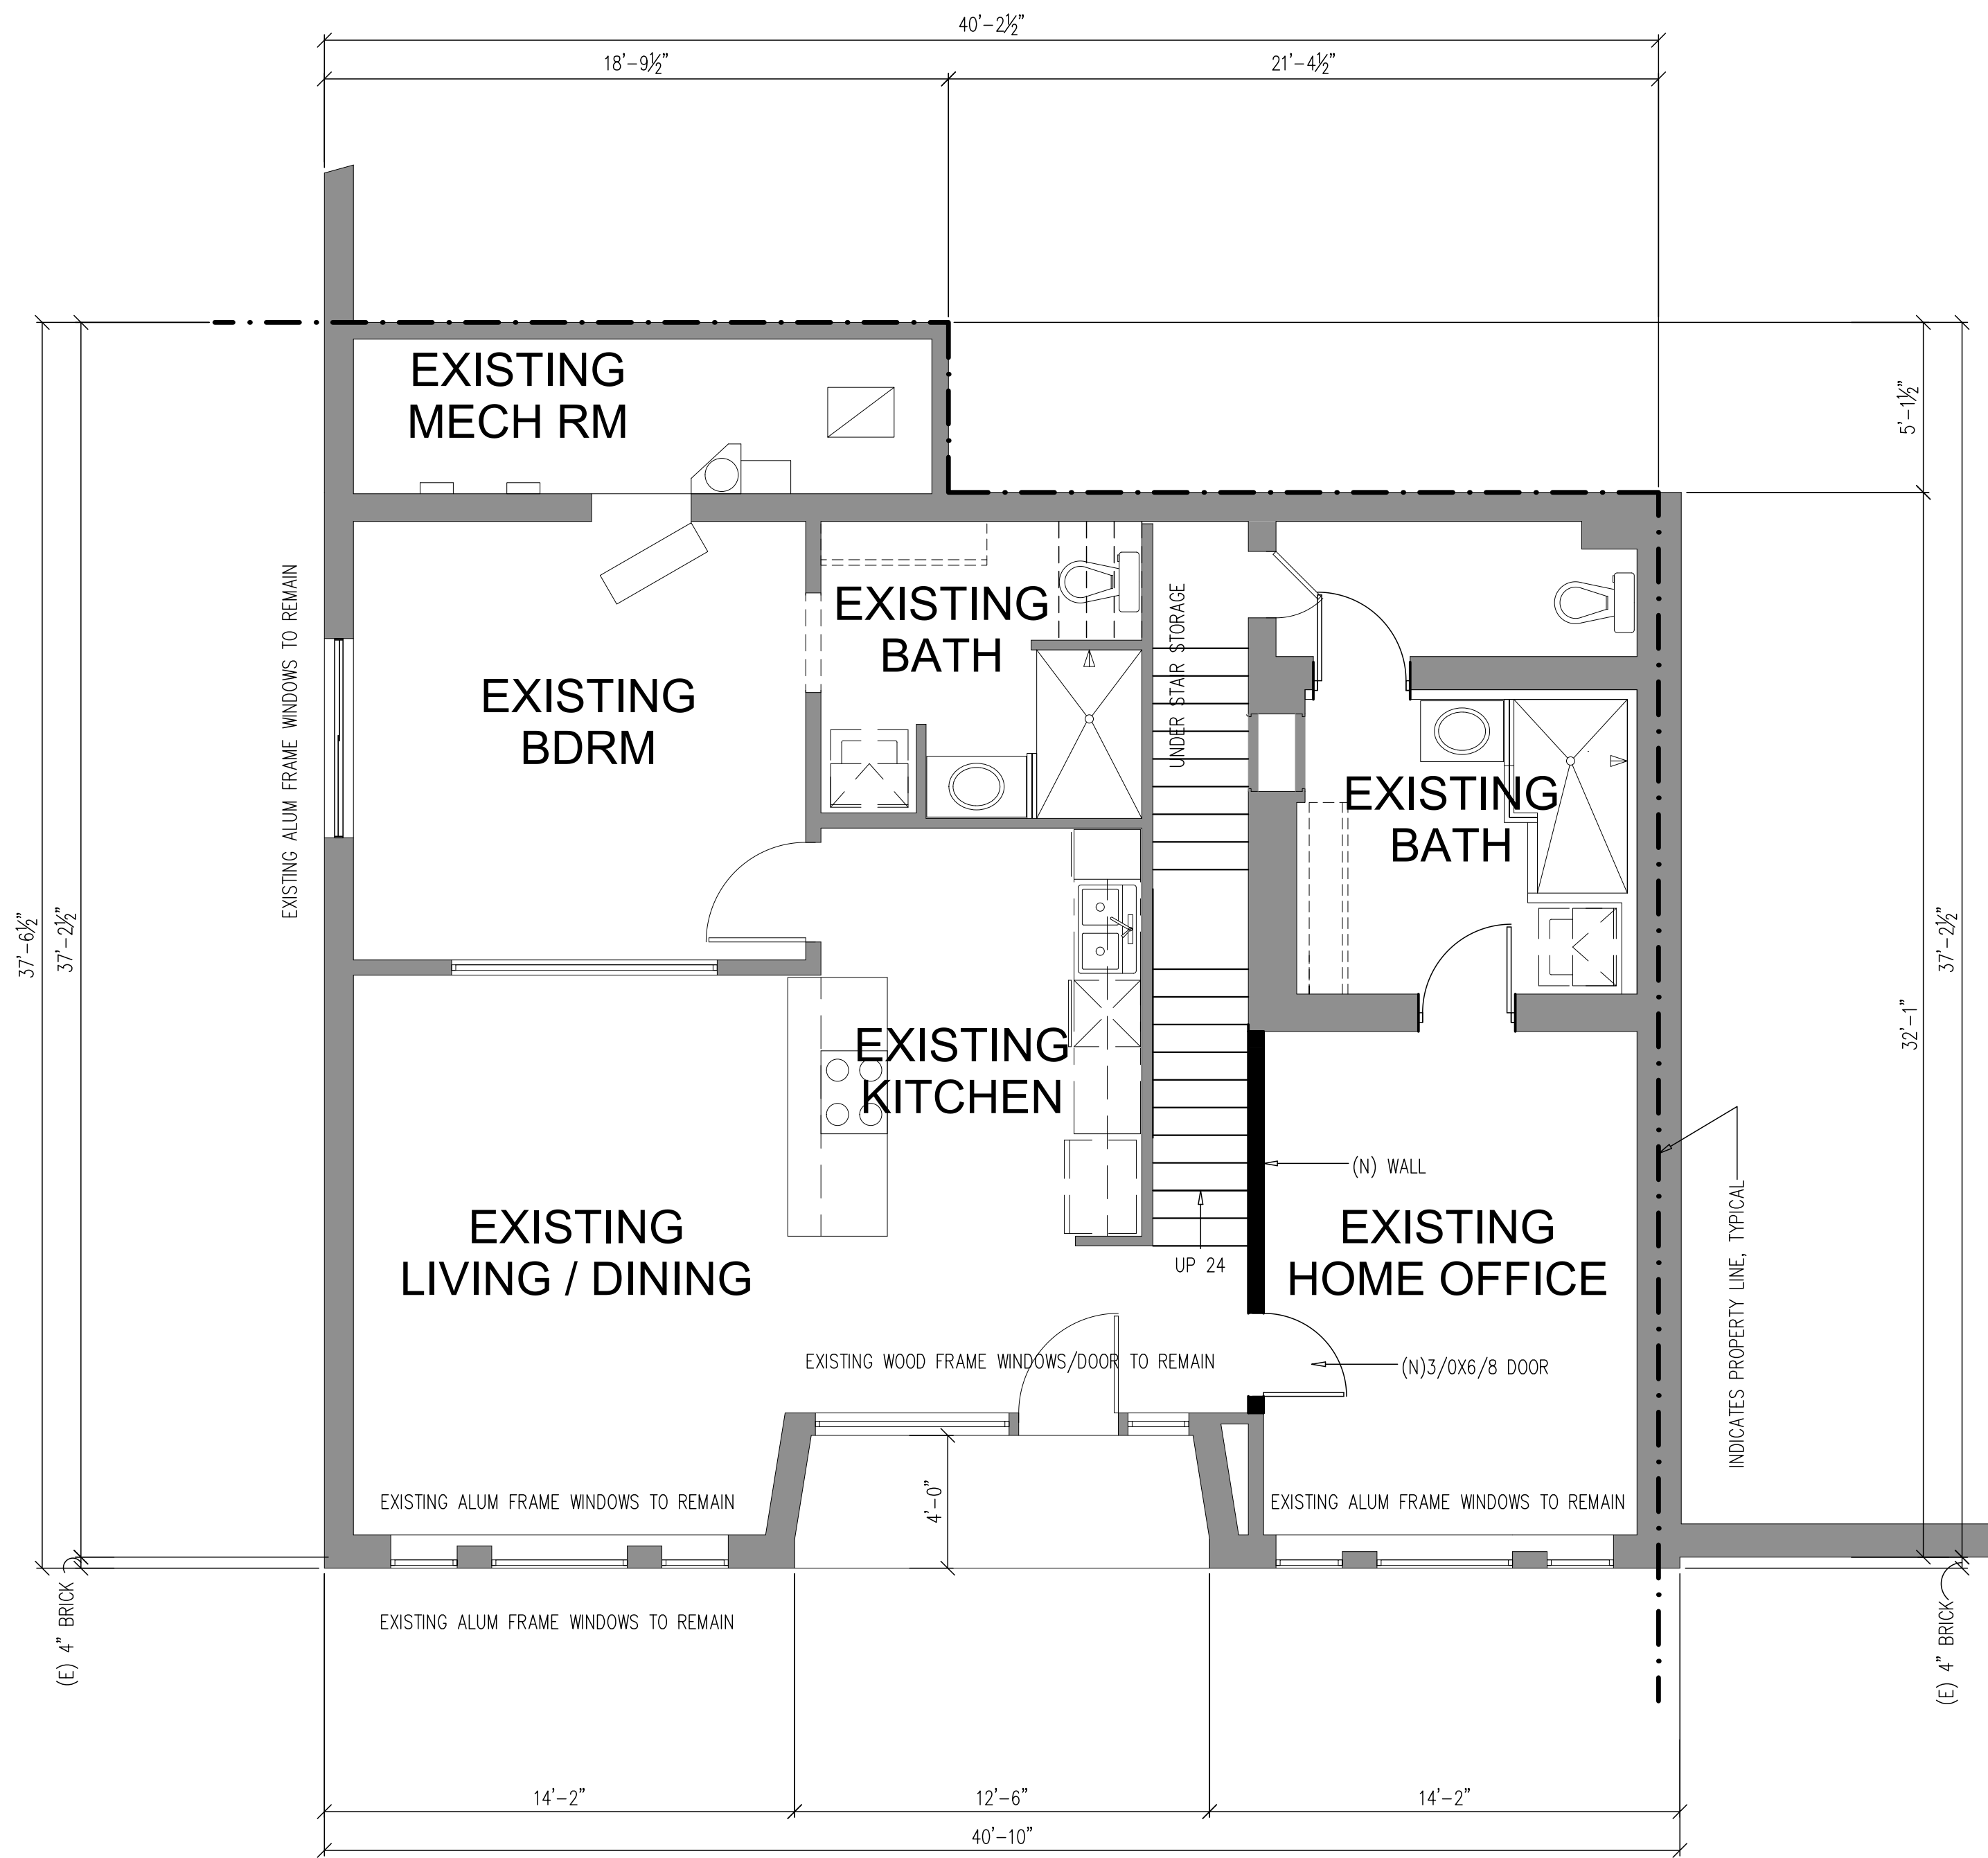 40'-2½"
18'-9½"
21'-4½"
EXISTING
MECH RM
5'-1½"
EXISTING ALUM FRAME WINDOWS TO REMAIN
EXISTING
BATH
UNDER STAIR STORAGE
EXISTING
BDRM
EXISTING
BATH
37'-6½"
37'-2½"
37'-2½"
32'-1"
EXISTING
KITCHEN
(N) WALL
EXISTING
LIVING / DINING
UP 24
EXISTING
HOME OFFICE
INDICATES PROPERTY LINE, TYPICAL
EXISTING WOOD FRAME WINDOWS/DOOR TO REMAIN
(N)3/0X6/8 DOOR
4'-0"
EXISTING ALUM FRAME WINDOWS TO REMAIN
EXISTING ALUM FRAME WINDOWS TO REMAIN
(E) 4" BRICK
EXISTING ALUM FRAME WINDOWS TO REMAIN
(E) 4" BRICK
14'-2"
12'-6"
14'-2"
40'-10"